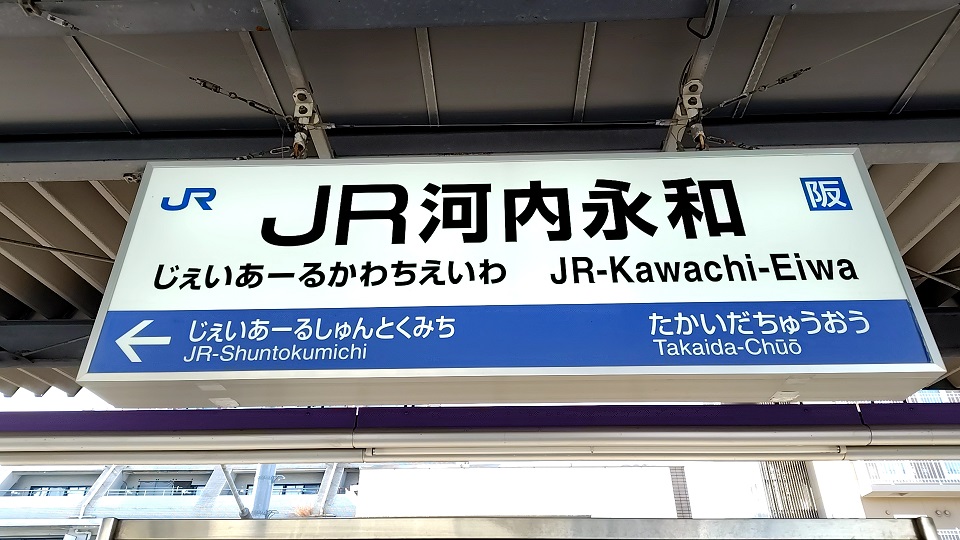 JR
JR河内永和
阪
じぇいあーるかわちえいわ JR-Kawachi-Eiwa
じぇいあーるしゅんとくみち
JR-Shuntokumichi
たかいだちゅうおう
Takaida-Chūō